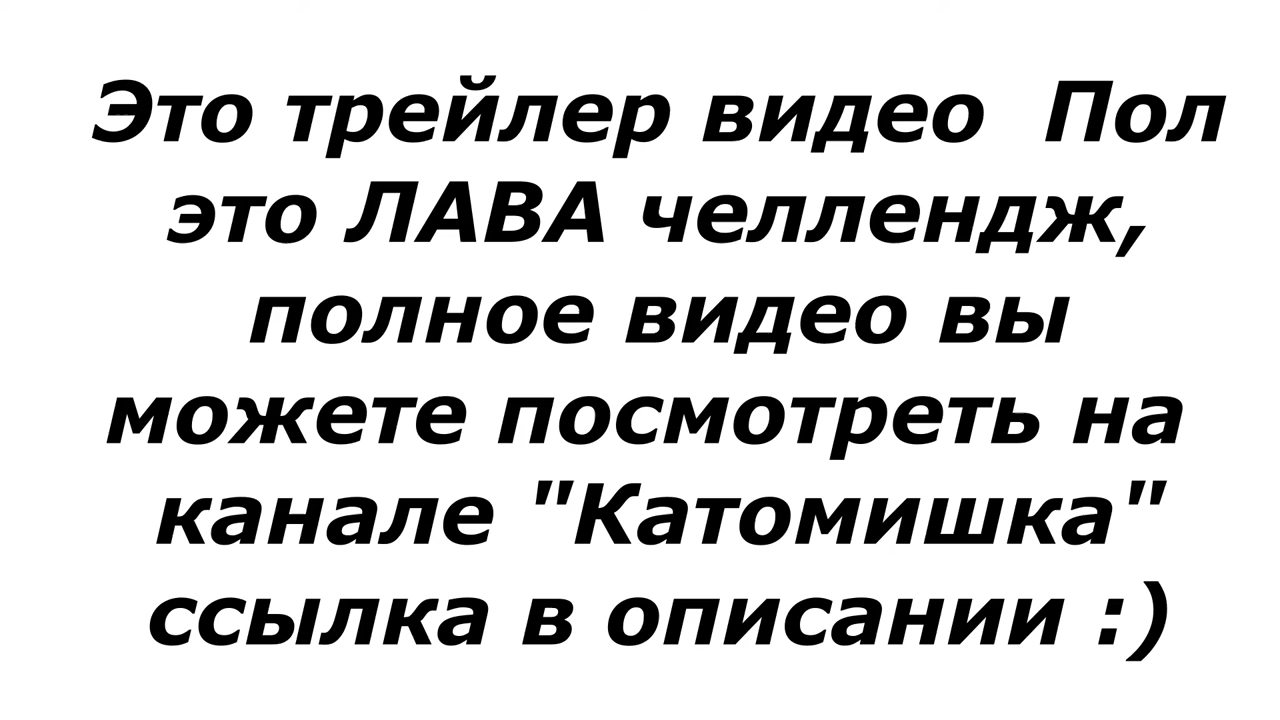 Это трейлер видео  Пол
это ЛАВА челлендж,
полное видео вы
можете посмотреть на
канале "Катомишка"
ссылка в описании :)